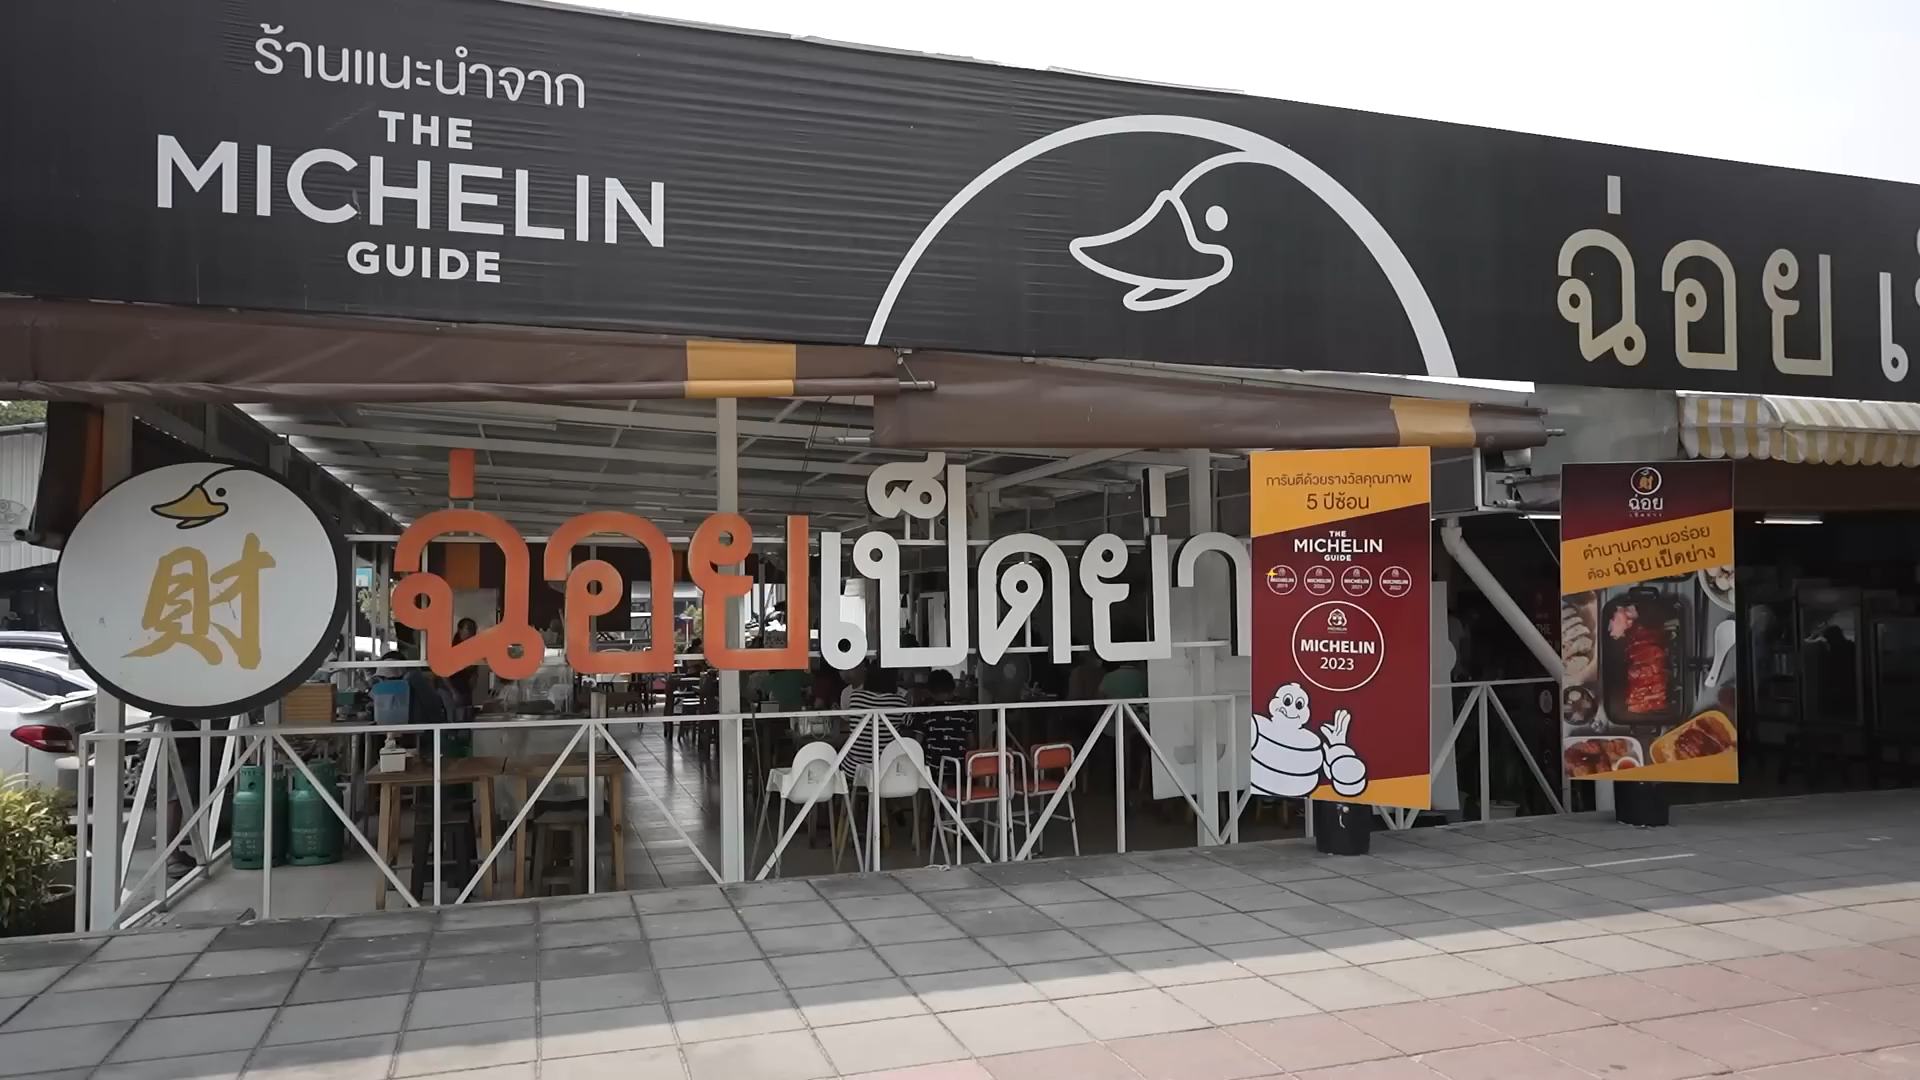 ร้านแนะนำจาก
THE
MICHELIN
GUIDE
ฉ่อย เ
財
ฉ่อยเป็ดย่า
การันตีด้วยรางวัลคุณภาพ
5 ปีซ้อน
THE
MICHELIN
GUIDE
MICHELIN
2023
ฉ่อย
ตำนานความอร่อย
ต้อง ฉ่อย เป็ดย่าง